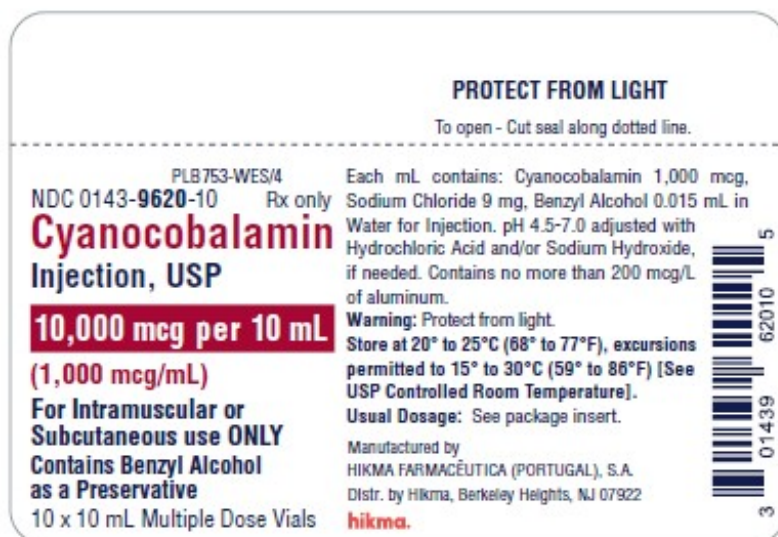 PROTECT FROM LIGHT
To open - Cut seal along dotted line.
PLB753-WES/4
NDC 0143-9620-10 Rx only
Cyanocobalamin
Injection, USP
10,000 mcg per 10 mL
(1,000 mcg/mL)
For Intramuscular or
Subcutaneous use ONLY
Contains Benzyl Alcohol
as a Preservative
10 x 10 mL Multiple Dose Vials
Each mL contains: Cyanocobalamin 1,000 mcg,
Sodium Chloride 9 mg, Benzyl Alcohol 0.015 mL in
Water for Injection. pH 4.5-7.0 adjusted with
Hydrochloric Acid and/or Sodium Hydroxide,
if needed. Contains no more than 200 mcg/L
of aluminum.
Warning: Protect from light.
Store at 20° to 25°C (68° to 77°F), excursions
permitted to 15° to 30°C (59° to 86°F) [See
USP Controlled Room Temperature].
Usual Dosage: See package insert.
Manufactured by
HIKMA FARMACÊUTICA (PORTUGAL), S.A.
Distr. by Hikma, Berkeley Heights, NJ 07922
hikma.
3 01439 62010 5